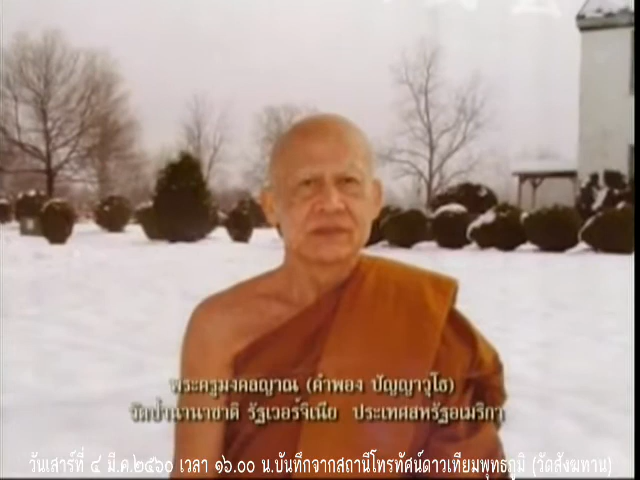 พระครูมงคลญาณ (คำพอง ปัญญาวุโธ)
วัดป่านานาชาติ รัฐเวอร์จิเนีย ประเทศสหรัฐอเมริกา
วันเสาร์ที่ ๔ มี.ค.๒๕๖๐ เวลา ๑๖.๐๐ น.บันทึกจากสถานีโทรทัศน์ดาวเทียมพุทธภูมิ (วัดสังฆทาน)